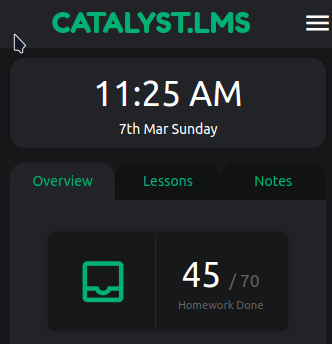 CATALYST.LMS
11:25 AM
7th Mar Sunday
Overview Lessons Notes
45 / 70
Homework Done